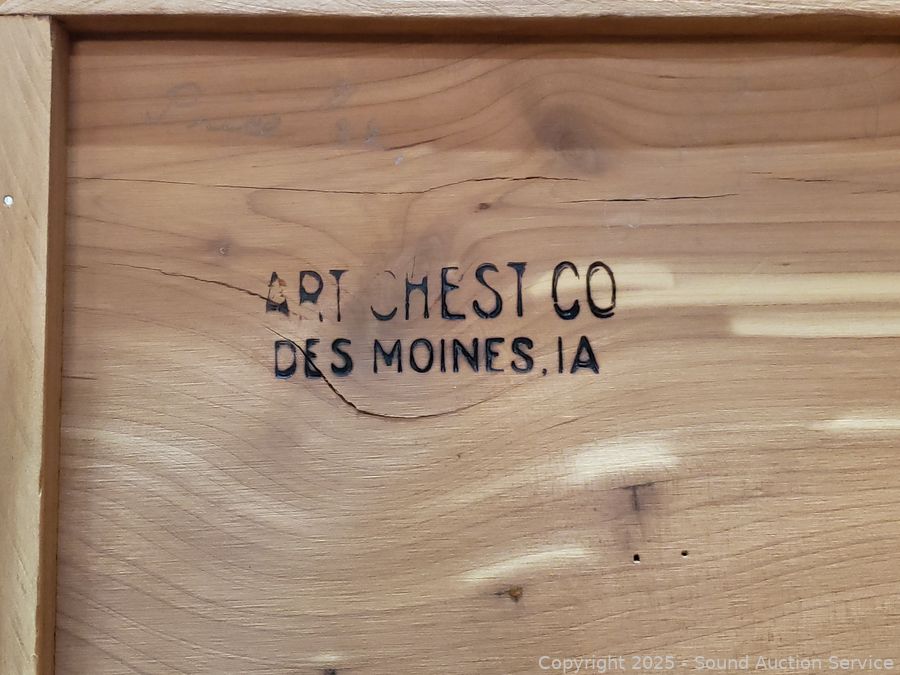 ART CHEST CO
DES MOINES, IA
Copyright 2025 - Sound Auction Service